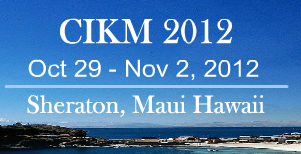 CIKM 2012
Oct 29 - Nov 2, 2012
Sheraton, Maui Hawaii